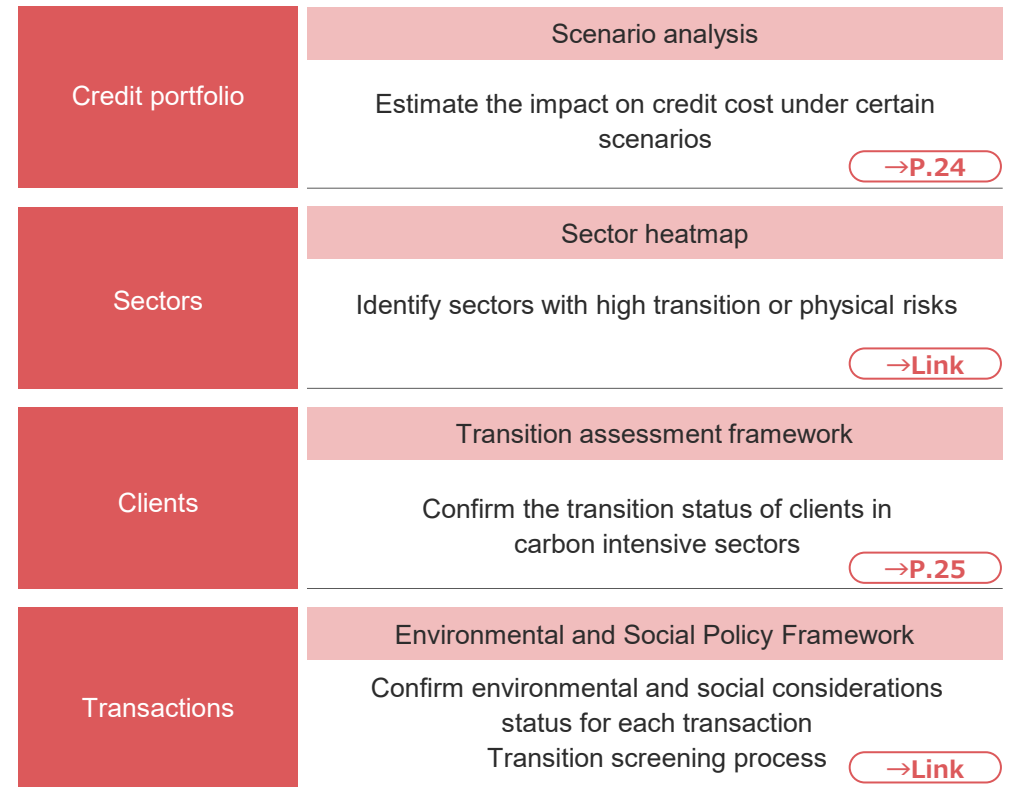 Credit portfolio
Scenario analysis
Estimate the impact on credit cost under certain
scenarios
→P.24
Sectors
Sector heatmap
Identify sectors with high transition or physical risks
→Link
Clients
Transition assessment framework
Confirm the transition status of clients in
carbon intensive sectors
→P.25
Transactions
Environmental and Social Policy Framework
Confirm environmental and social considerations
status for each transaction
Transition screening process
→Link